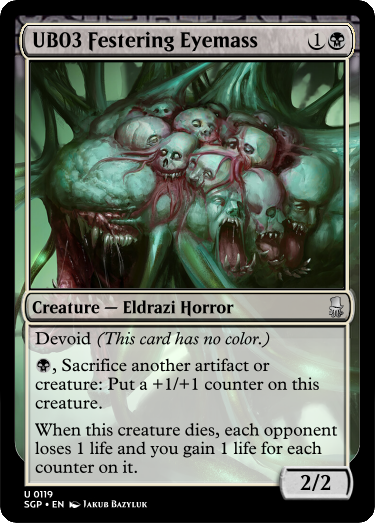 UB03 Festering Eyemass 1
Creature — Eldrazi Horror
Devoid (This card has no color.)
, Sacrifice another artifact or
creature: Put a +1/+1 counter on this
creature.
When this creature dies, each opponent
loses 1 life and you gain 1 life for each
counter on it.
2/2
U 0119
SGP • EN Jakub Bazyluk